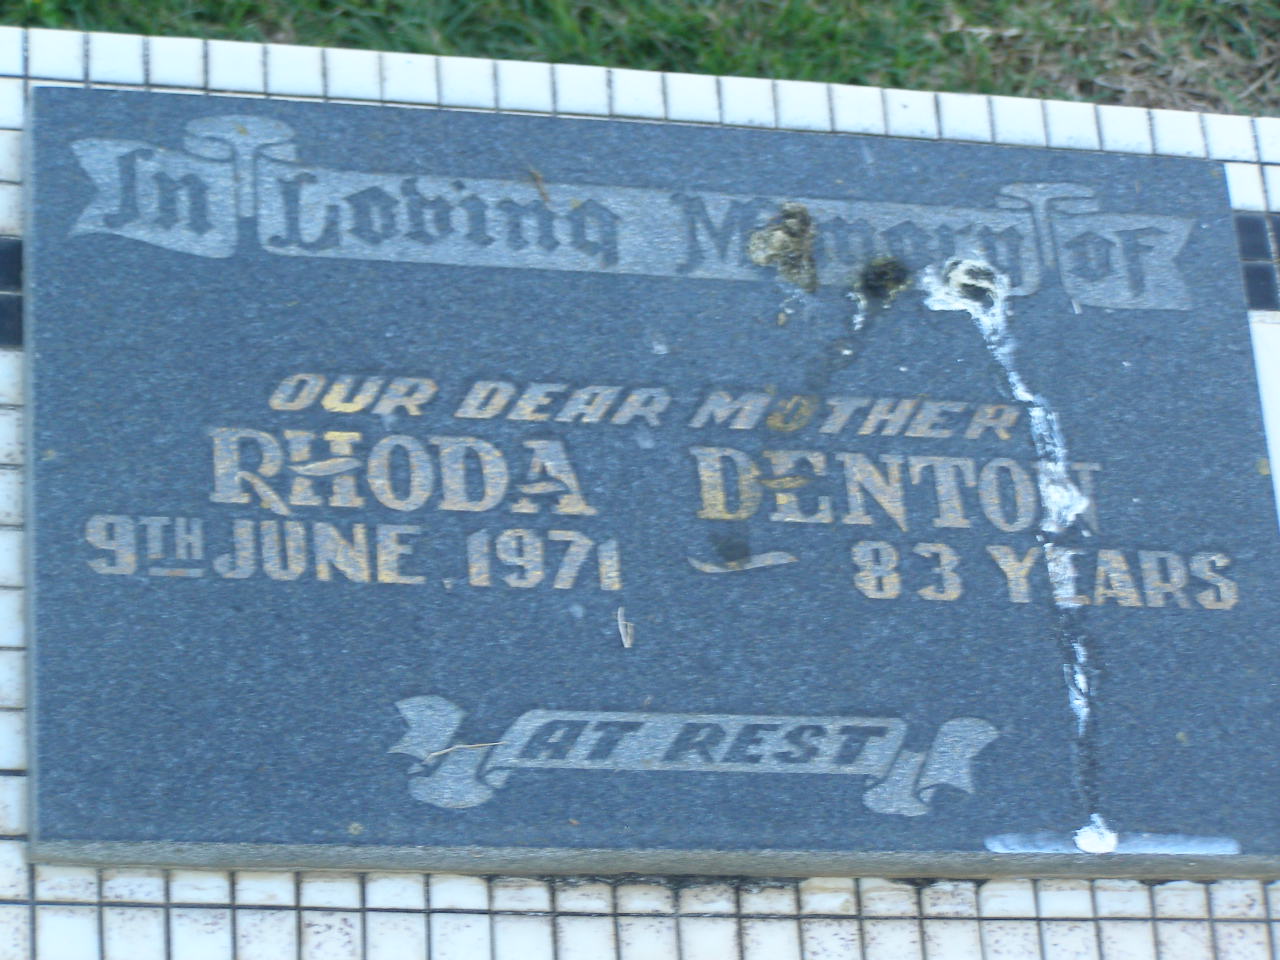 In Loving Memory of
OUR DEAR MOTHER
RHODA DENTON
9TH JUNE 1971 – 83 YEARS
AT REST